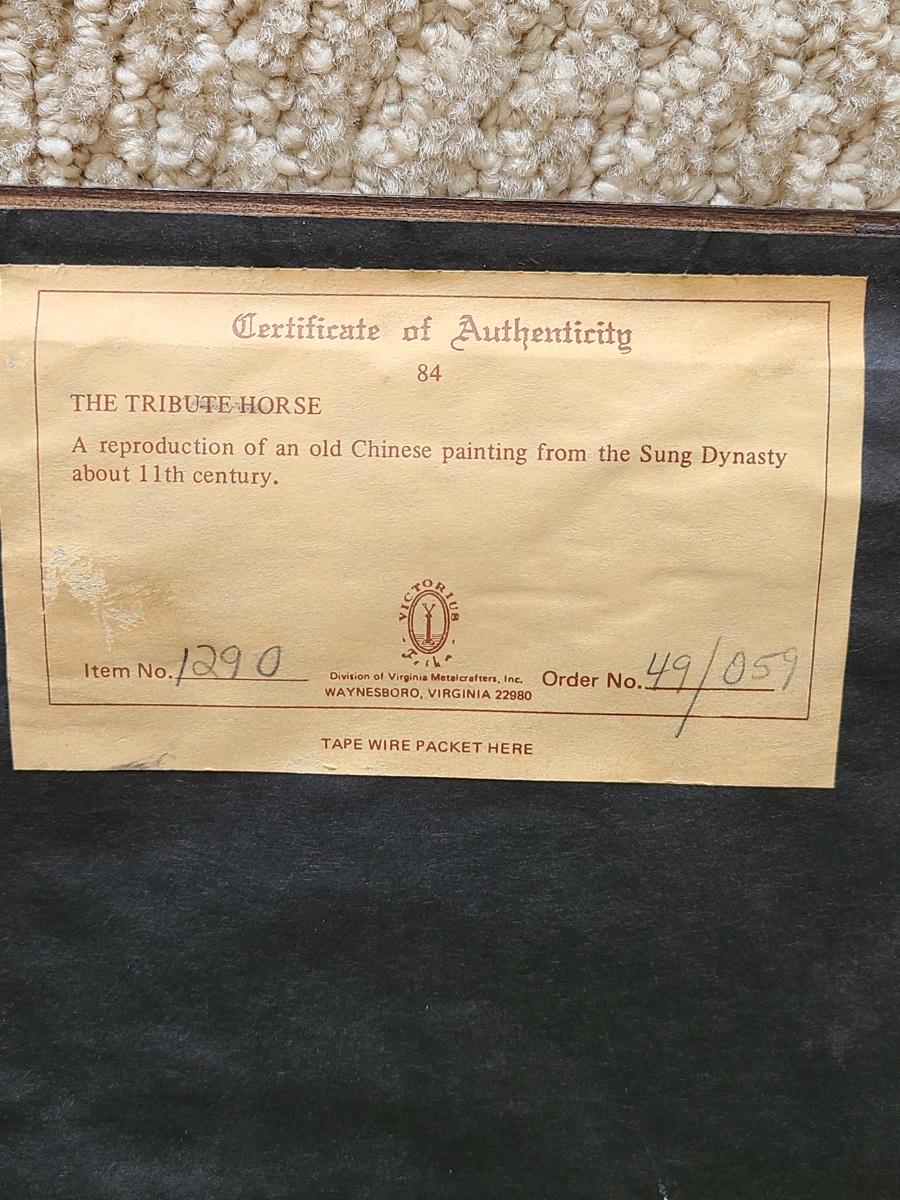 Certificate of Authenticity
84
THE TRIBUTE HORSE
A reproduction of an old Chinese painting from the Sung Dynasty
about 11th century.
VICTORIUS
Item No. 1290
Division of Virginia Metalcrafters, Inc.
WAYNESBORO, VIRGINIA 22980
Order No. 49/059
TAPE WIRE PACKET HERE